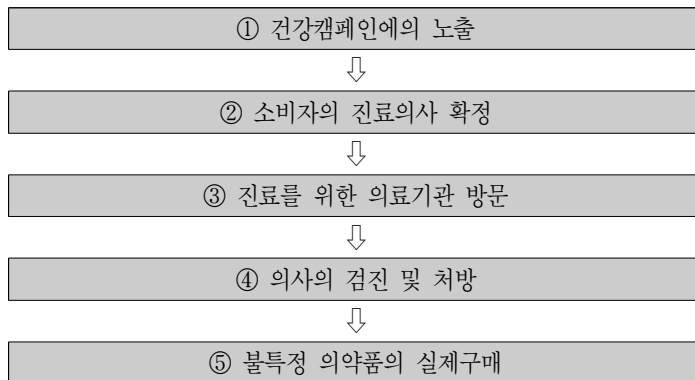 ① 건강캠페인에의 노출
② 소비자의 진료의사 확정
③ 진료를 위한 의료기관 방문
④ 의사의 검진 및 처방
⑤ 불특정 의약품의 실제구매